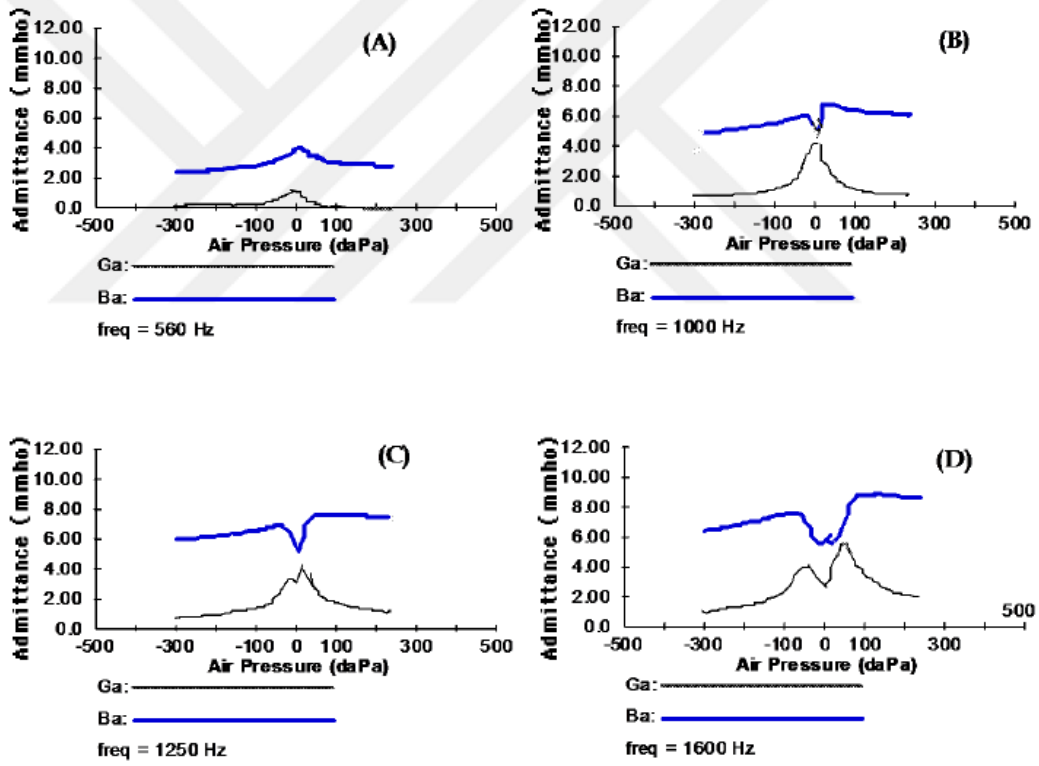 (A)
Admittance (mmho)
12.00
10.00
8.00
6.00
4.00
2.00
0.0
-500 -300 -100 0 100 300 500
Air Pressure (daPa)
Ga:
Ba:
freq = 560 Hz
(B)
Admittance (mmho)
12.00
10.00
8.00
6.00
4.00
2.00
0.0
-500 -300 -100 0 100 300 500
Air Pressure (daPa)
Ga:
Ba:
freq = 1000 Hz
(C)
Admittance (mmho)
12.00
10.00
8.00
6.00
4.00
2.00
0.0
-500 -300 -100 0 100 300 500
Air Pressure (daPa)
Ga:
Ba:
freq = 1250 Hz
(D)
Admittance (mmho)
12.00
10.00
8.00
6.00
4.00
2.00
0.0
500
-500 -300 -100 0 100 300 500
Air Pressure (daPa)
Ga:
Ba:
freq = 1600 Hz